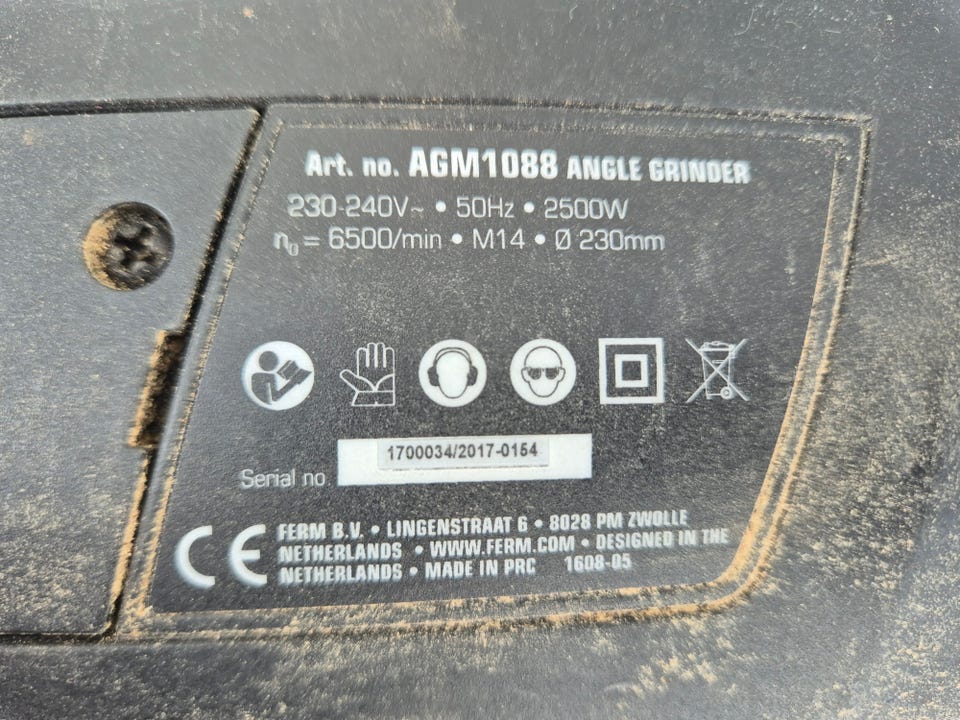 Art. no. AGM1088 ANGLE GRINDER
230-240V~ • 50Hz • 2500W
n₀ = 6500/min • M14 • Ø 230mm
Serial no. 1700034/2017-0154
CE FERM B.V. • LINGENSTRAAT 6 • 8028 PM ZWOLLE
NETHERLANDS • WWW.FERM.COM • DESIGNED IN THE
NETHERLANDS • MADE IN PRC 1608-05